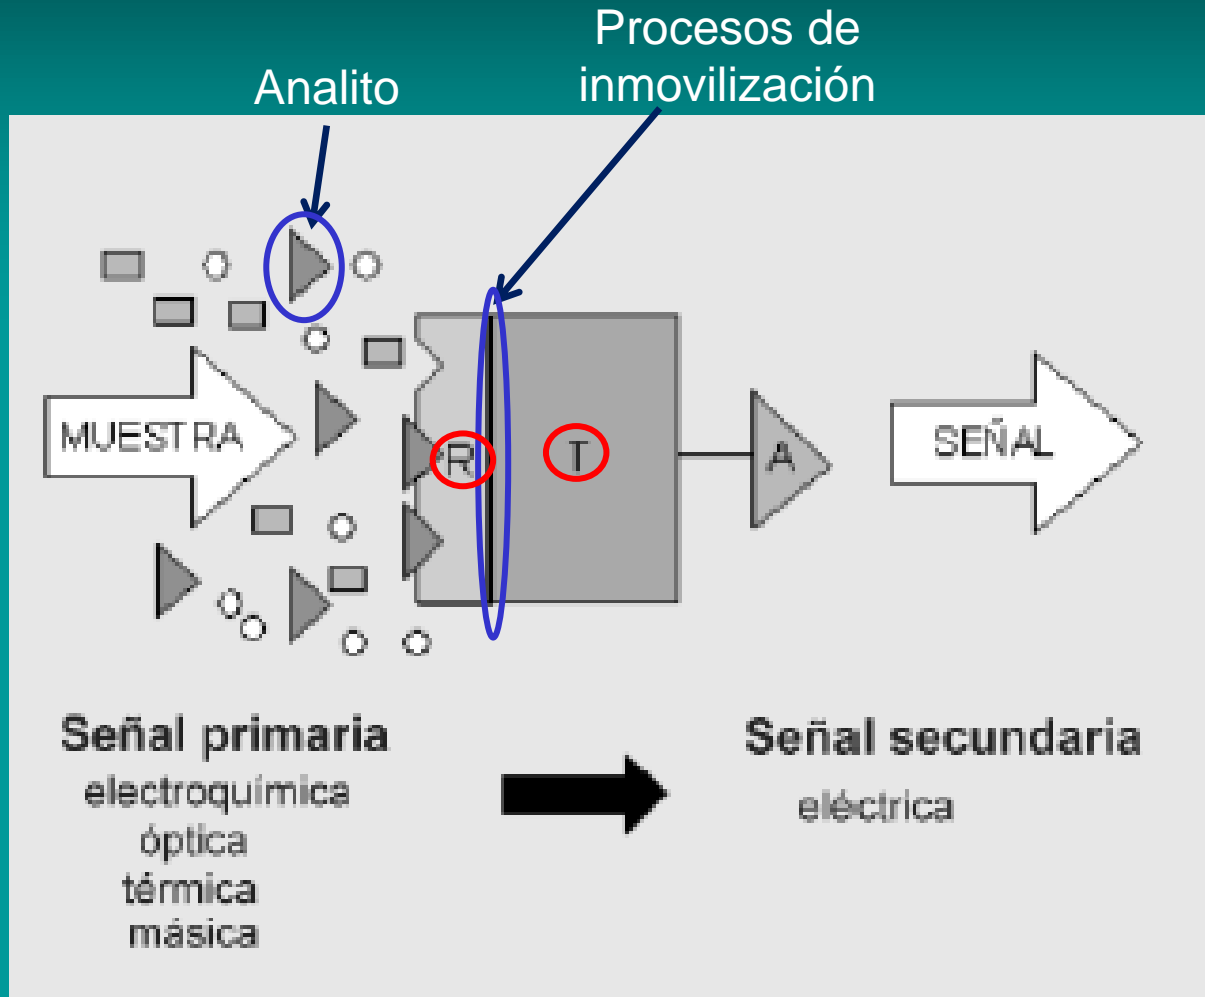 Procesos de
inmovilización
Analito
MUESTRA
R
T
A
SEÑAL
Señal primaria
electroquímica
óptica
térmica
másica
Señal secundaria
eléctrica